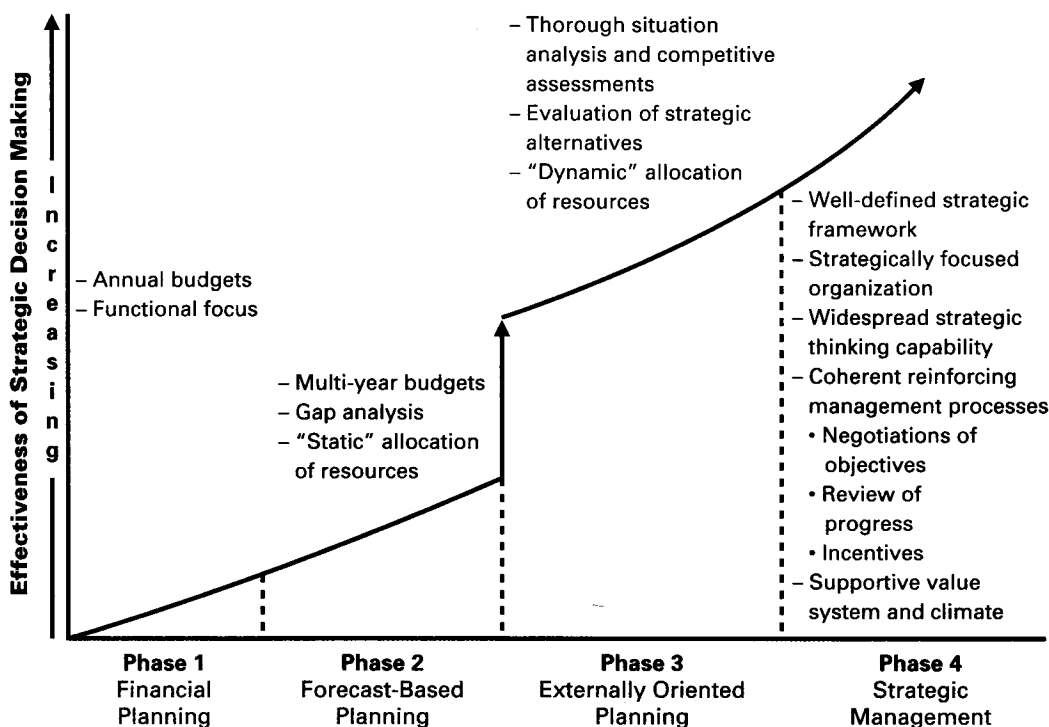 Effectiveness of Strategic Decision Making
Increasing
– Annual budgets
– Functional focus
– Multi-year budgets
– Gap analysis
– “Static” allocation
of resources
– Thorough situation
analysis and competitive
assessments
– Evaluation of strategic
alternatives
– “Dynamic” allocation
of resources
– Well-defined strategic
framework
– Strategically focused
organization
– Widespread strategic
thinking capability
– Coherent reinforcing
management processes
• Negotiations of
objectives
• Review of
progress
• Incentives
– Supportive value
system and climate
Phase 1
Financial
Planning
Phase 2
Forecast-Based
Planning
Phase 3
Externally Oriented
Planning
Phase 4
Strategic
Management